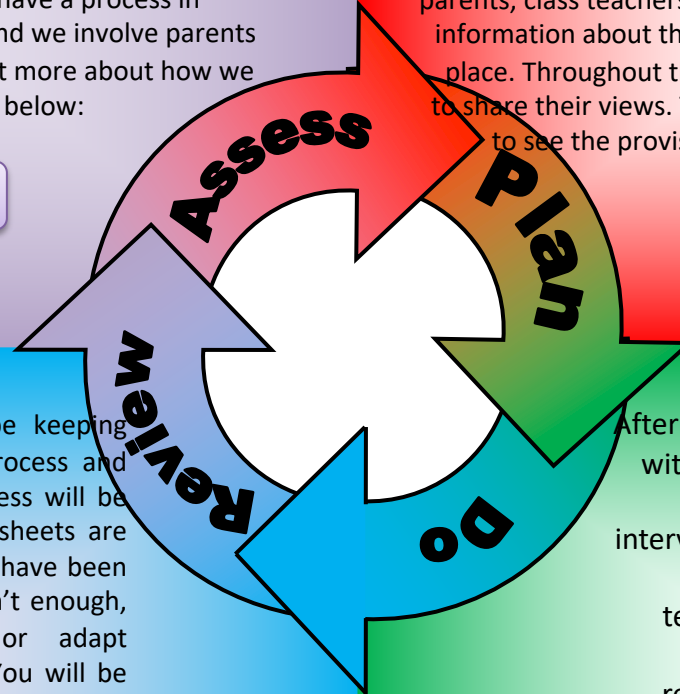 have a process in
and we involve parents
t more about how we
below:
parents, class teachers
information about th
place. Throughout t
to share their views.
to see the provis
Assess
Plan
Do
Review
be keeping
rocess and
ess will be
sheets are
have been
n't enough,
or adapt
You will be
After
wit
interv
te